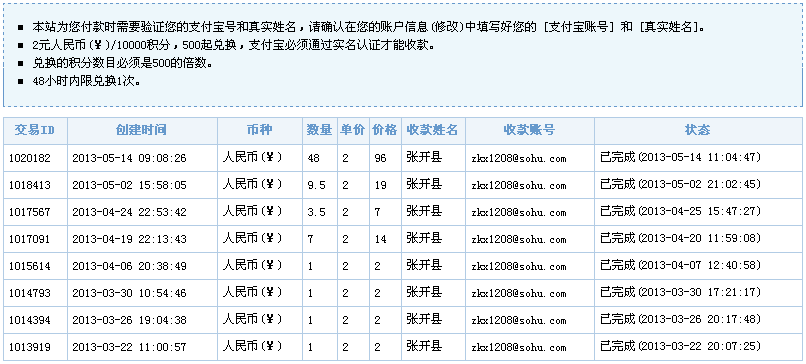 本站为您付款时需要验证您的支付宝号和真实姓名，请确认在您的账户信息(修改)中填写好您的 [支付宝账号] 和 [真实姓名]。
2元人民币(￥)/10000积分，500起兑换，支付宝必须通过实名认证才能收款。
兑换的积分数目必须是500的倍数。
48小时内限兑换1次。
交易ID 创建时间 币种 数量 单价 价格 收款姓名 收款账号 状态
1020182 2013-05-14 09:08:26 人民币(￥) 48 2 96 张开县 zkx1208@sohu.com 已完成(2013-05-14 11:04:47)
1018413 2013-05-02 15:58:05 人民币(￥) 9.5 2 19 张开县 zkx1208@sohu.com 已完成(2013-05-02 21:02:45)
1017567 2013-04-24 22:53:42 人民币(￥) 3.5 2 7 张开县 zkx1208@sohu.com 已完成(2013-04-25 15:47:27)
1017091 2013-04-19 22:13:43 人民币(￥) 7 2 14 张开县 zkx1208@sohu.com 已完成(2013-04-20 11:59:08)
1015614 2013-04-06 20:38:49 人民币(￥) 1 2 2 张开县 zkx1208@sohu.com 已完成(2013-04-07 12:40:58)
1014793 2013-03-30 10:54:46 人民币(￥) 1 2 2 张开县 zkx1208@sohu.com 已完成(2013-03-30 17:21:17)
1014394 2013-03-26 19:04:38 人民币(￥) 1 2 2 张开县 zkx1208@sohu.com 已完成(2013-03-26 20:17:48)
1013919 2013-03-22 11:00:57 人民币(￥) 1 2 2 张开县 zkx1208@sohu.com 已完成(2013-03-22 20:07:25)